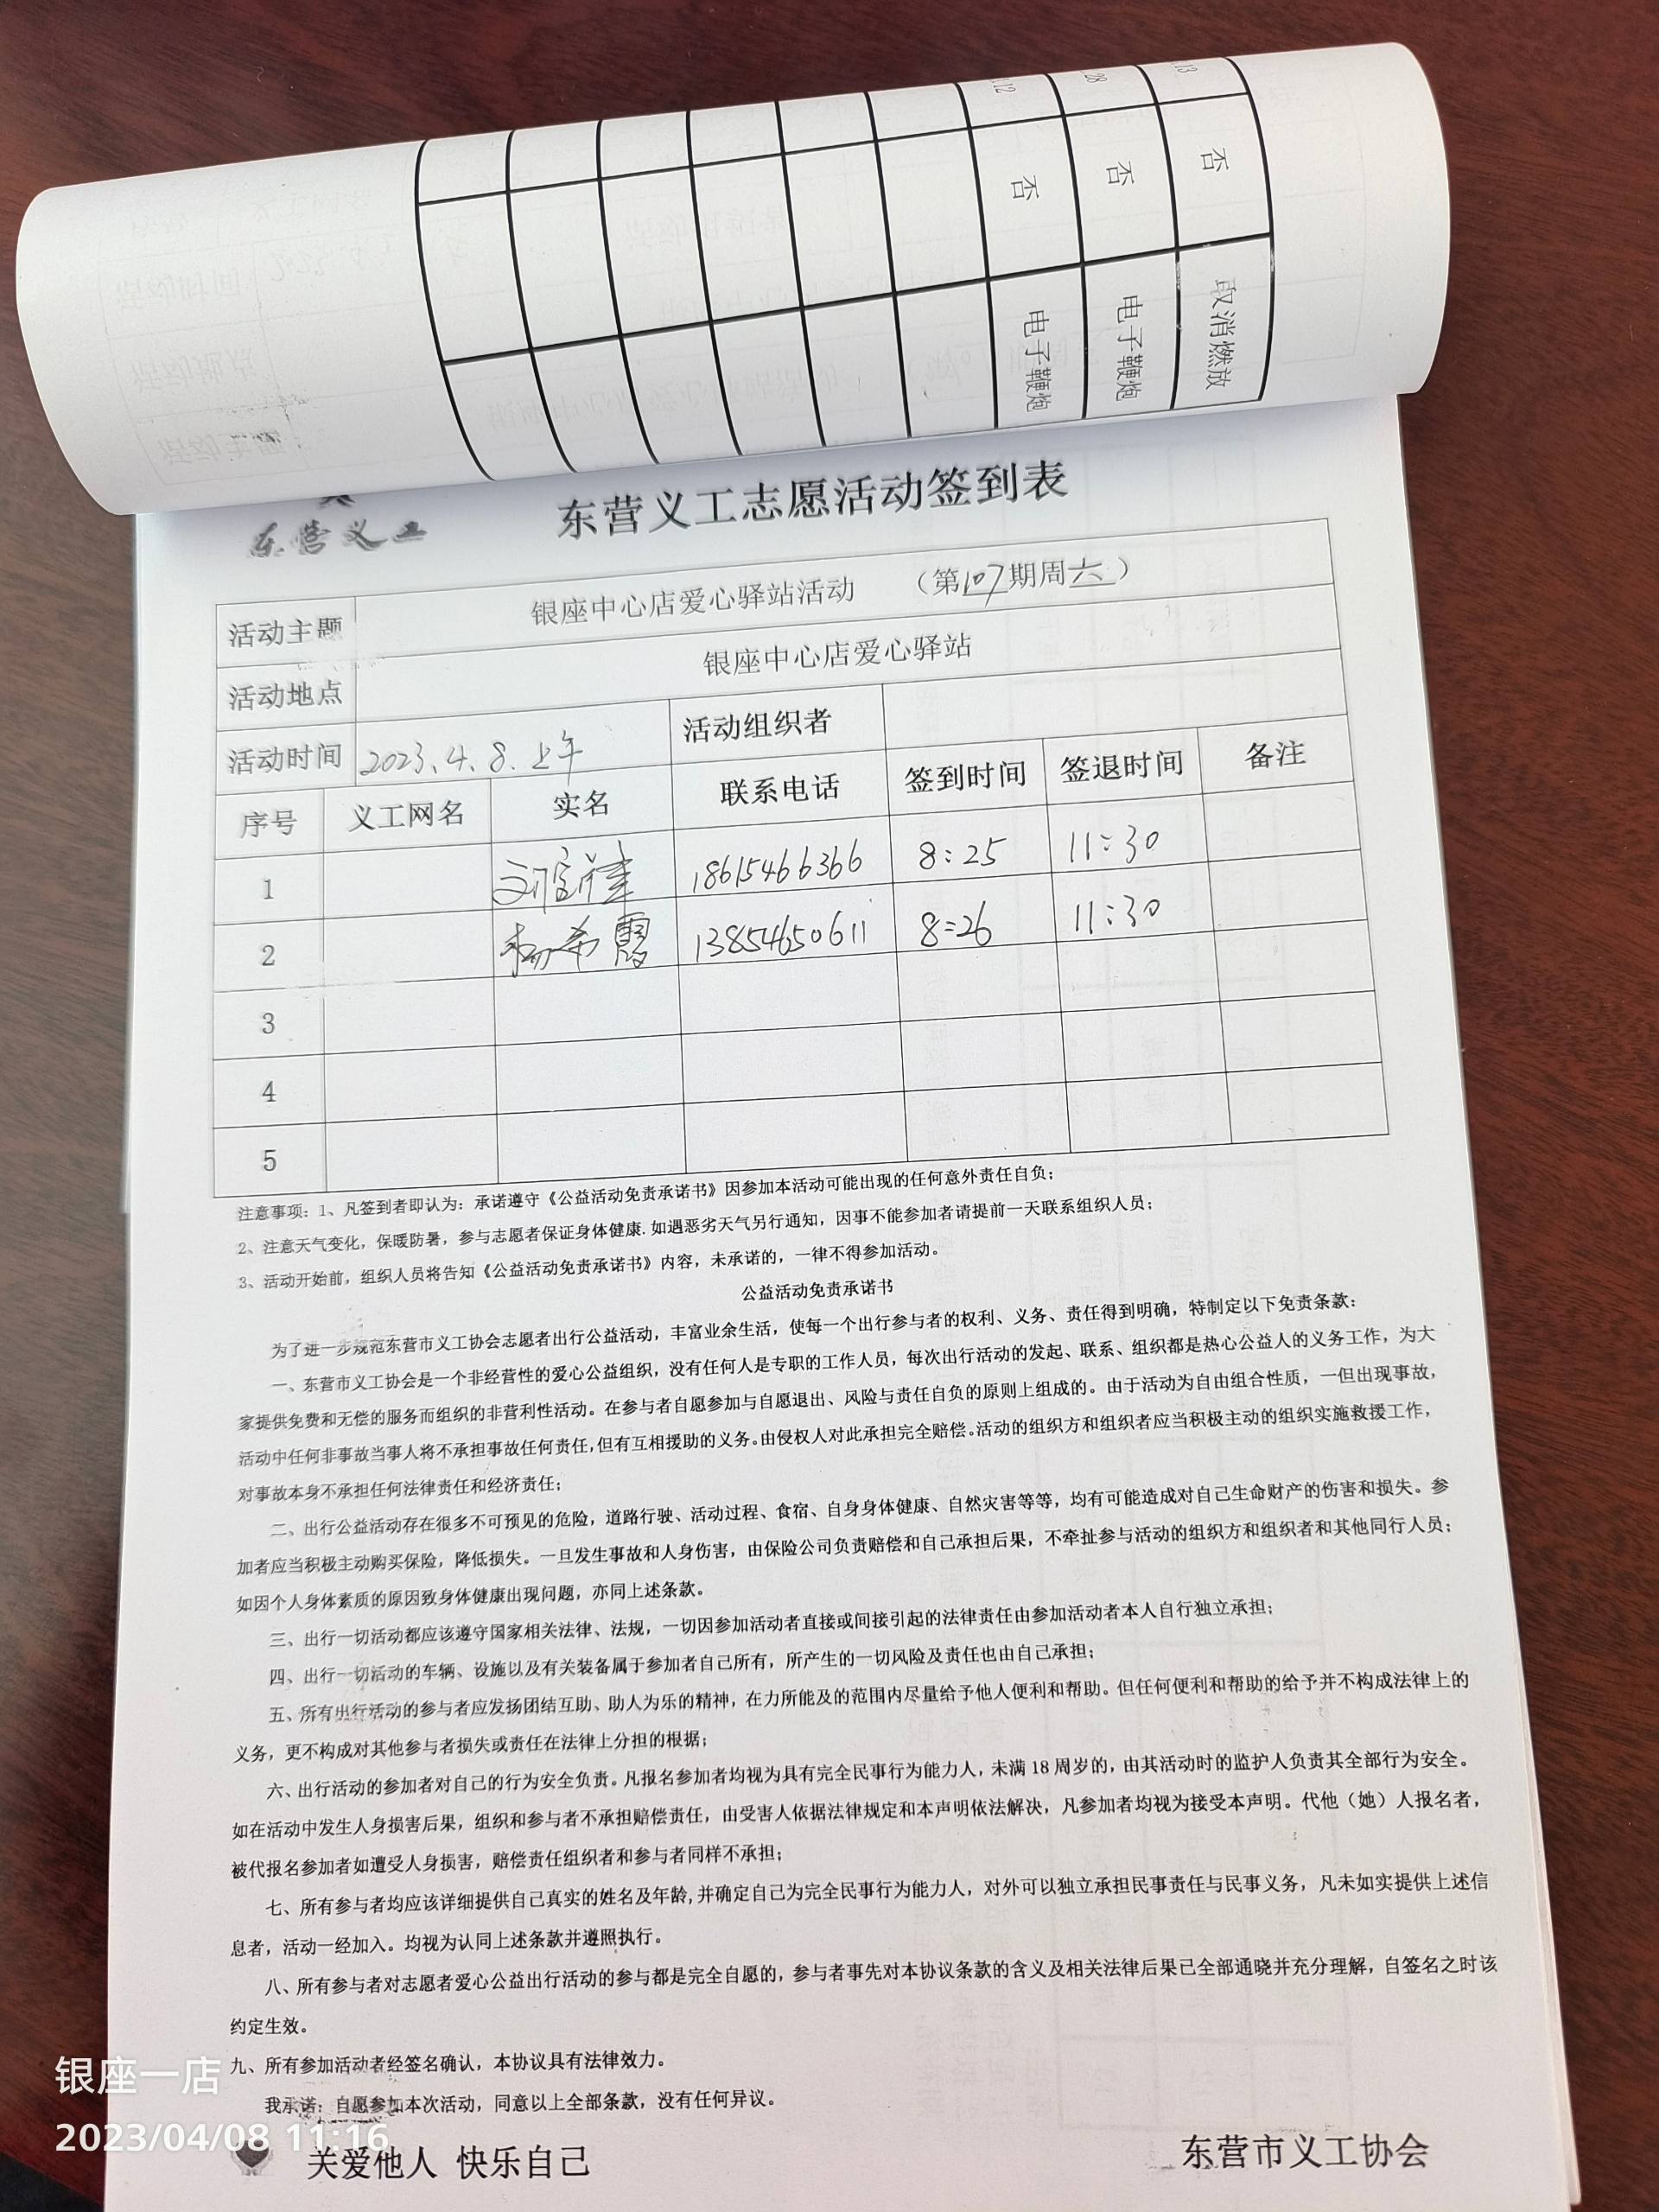 12
28
13
否
否
否
电子鞭炮
电子鞭炮
取消燃放
东营义工
东营义工志愿活动签到表
活动主题 银座中心店爱心驿站活动 （第107期周六）
活动地点 银座中心店爱心驿站
活动时间 2023.4.8.上午 活动组织者
序号 义工网名 实名 联系电话 签到时间 签退时间 备注
1 18615466366 8:25 11:30
2 杨希霞 13854650611 8:26 11:30
3
4
5
注意事项：1、凡签到者即认为：承诺遵守《公益活动免责承诺书》因参加本活动可能出现的任何意外责任自负；
2、注意天气变化，保暖防暑，参与志愿者保证身体健康.如遇恶劣天气另行通知，因事不能参加者请提前一天联系组织人员；
3、活动开始前，组织人员将告知《公益活动免责承诺书》内容，未承诺的，一律不得参加活动。
公益活动免责承诺书
为了进一步规范东营市义工协会志愿者出行公益活动，丰富业余生活，使每一个出行参与者的权利、义务、责任得到明确，特制定以下免责条款：
一、东营市义工协会是一个非经营性的爱心公益组织，没有任何人是专职的工作人员，每次出行活动的发起、联系、组织都是热心公益人的义务工作，为大
家提供免费和无偿的服务而组织的非营利性活动。在参与者自愿参加与自愿退出、风险与责任自负的原则上组成的。由于活动为自由组合性质，一但出现事故，
活动中任何非事故当事人将不承担事故任何责任,但有互相援助的义务。由侵权人对此承担完全赔偿。活动的组织方和组织者应当积极主动的组织实施救援工作，
对事故本身不承担任何法律责任和经济责任；
二、出行公益活动存在很多不可预见的危险，道路行驶、活动过程、食宿、自身身体健康、自然灾害等等，均有可能造成对自己生命财产的伤害和损失。参
加者应当积极主动购买保险，降低损失。一旦发生事故和人身伤害，由保险公司负责赔偿和自己承担后果，不牵扯参与活动的组织方和组织者和其他同行人员；
如因个人身体素质的原因致身体健康出现问题，亦同上述条款。
三、出行一切活动都应该遵守国家相关法律、法规，一切因参加活动者直接或间接引起的法律责任由参加活动者本人自行独立承担；
四、出行一切活动的车辆、设施以及有关装备属于参加者自己所有，所产生的一切风险及责任也由自己承担；
五、所有出行活动的参与者应发扬团结互助、助人为乐的精神，在力所能及的范围内尽量给予他人便利和帮助。但任何便利和帮助的给予并不构成法律上的
义务，更不构成对其他参与者损失或责任在法律上分担的根据；
六、出行活动的参加者对自己的行为安全负责。凡报名参加者均视为具有完全民事行为能力人，未满 18 周岁的，由其活动时的监护人负责其全部行为安全。
如在活动中发生人身损害后果，组织和参与者不承担赔偿责任，由受害人依据法律规定和本声明依法解决，凡参加者均视为接受本声明。代他（她）人报名者，
被代报名参加者如遭受人身损害，赔偿责任组织者和参与者同样不承担；
七、所有参与者均应该详细提供自己真实的姓名及年龄,并确定自己为完全民事行为能力人，对外可以独立承担民事责任与民事义务，凡未如实提供上述信
息者，活动一经加入。均视为认同上述条款并遵照执行。
八、所有参与者对志愿者爱心公益出行活动的参与都是完全自愿的，参与者事先对本协议条款的含义及相关法律后果已全部通晓并充分理解，自签名之时该
约定生效。
九、所有参加活动者经签名确认，本协议具有法律效力。
我承诺：自愿参加本次活动，同意以上全部条款，没有任何异议。
关爱他人 快乐自己
东营市义工协会
银座一店
2023/04/08 11:16